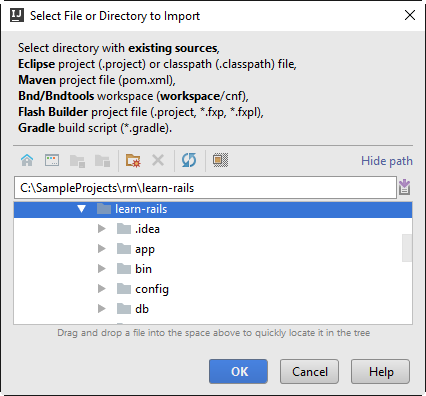 Select File or Directory to Import
Select directory with existing sources,
Eclipse project (.project) or classpath (.classpath) file,
Maven project file (pom.xml),
Bnd/Bndtools workspace (workspace/cnf),
Flash Builder project file (.project, *.fxp, *.fxpl),
Gradle build script (*.gradle).
Hide path
C:\SampleProjects\rm\learn-rails
learn-rails
.idea
app
bin
config
db
Drag and drop a file into the space above to quickly locate it in the tree
OK Cancel Help